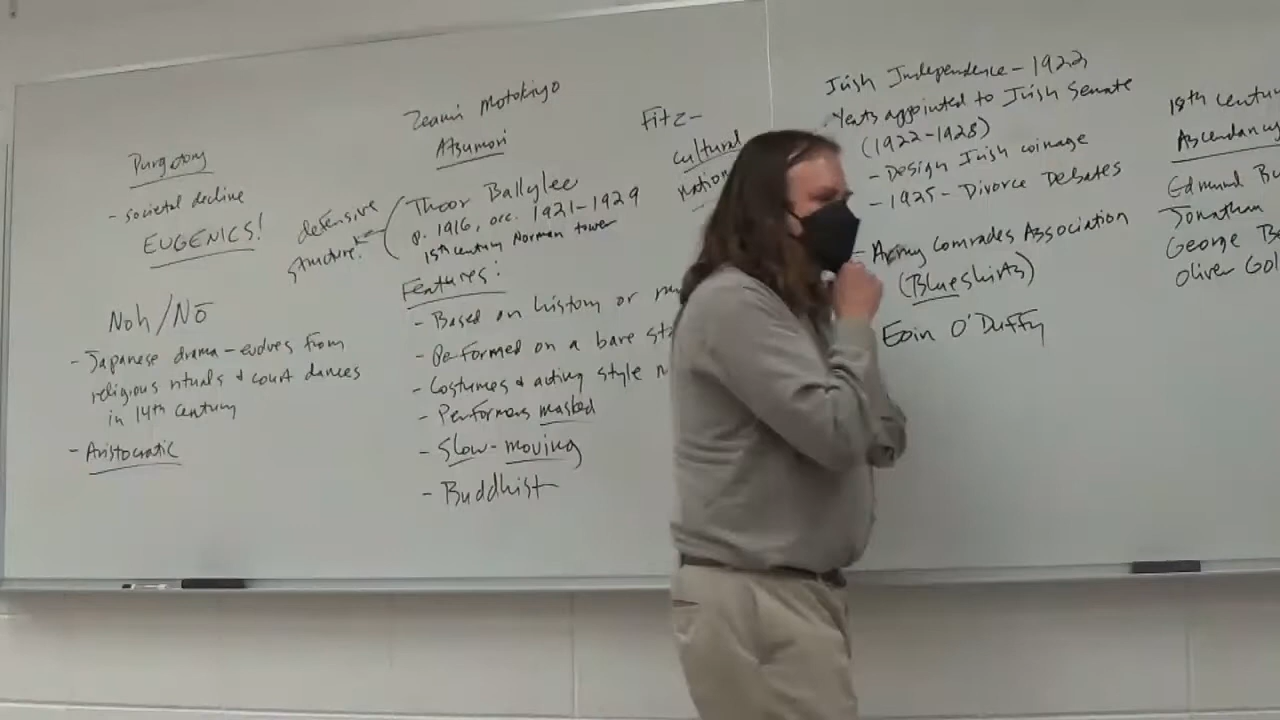 Purgatory
- societal decline
EUGENICS!
Noh/Nō
- Japanese drama - evolves from
religious rituals & court dances
in 14th century
- Aristocratic
Zeami Motokiyo
Atsumori
defensive
structure?
Thoor Ballylee
p. 1916, occ. 1921-1929
15th century Norman tower
Features:
- Based on history or
- Performed on a bare
- Costumes & acting style
- Performers masked
- Slow-moving
- Buddhist
Fitz-
cultural
Irish Independence - 1922
Yeats appointed to Irish Senate
(1922-1928)
- Design Irish coinage
- 1925 - Divorce Debates
- Army Comrades Association
(Blueshirts)
Eoin O'Duffy
18th century
Ascendancy
Edmund Bu
Jonathan
George Be
Oliver Gol